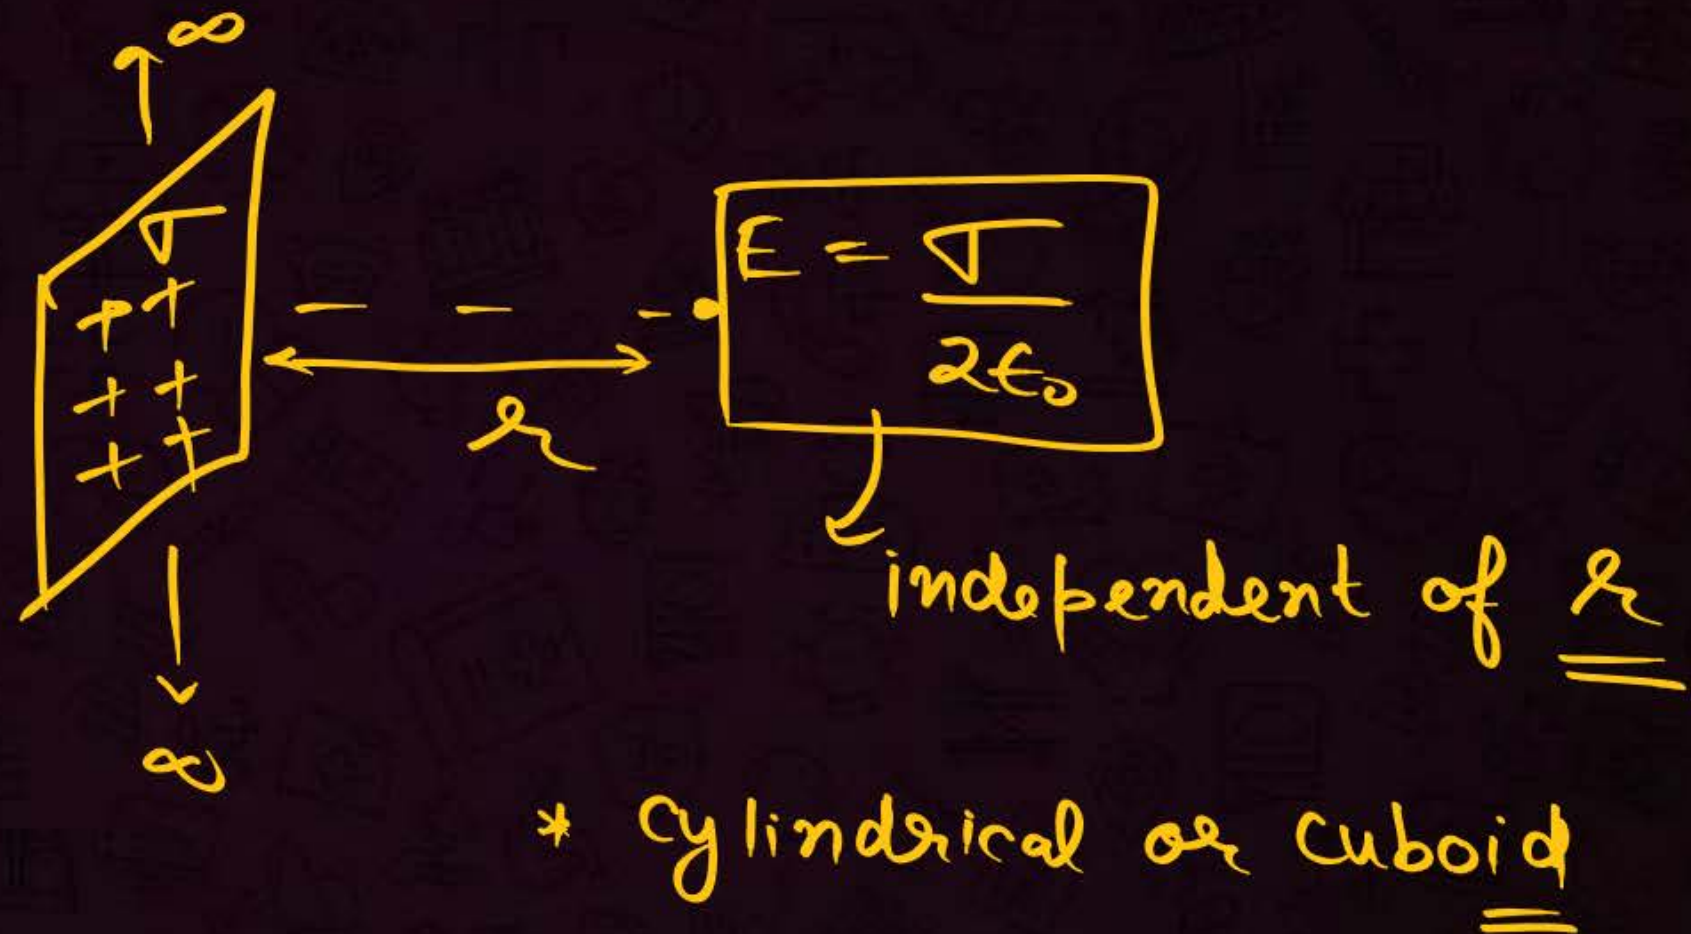 ∞
σ
+ +
+ +
+ +
r
E = σ / 2ϵ₀
independent of r
∞
* Cylindrical or Cuboid